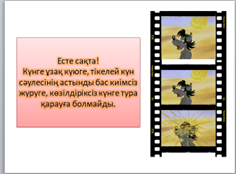 Есте сақта!
Күнге ұзақ күюге, тікелей күн
сәулесінің астынды бас киімсіз
жүруге, көзілдіріксіз күнге тура
қарауға болмайды.